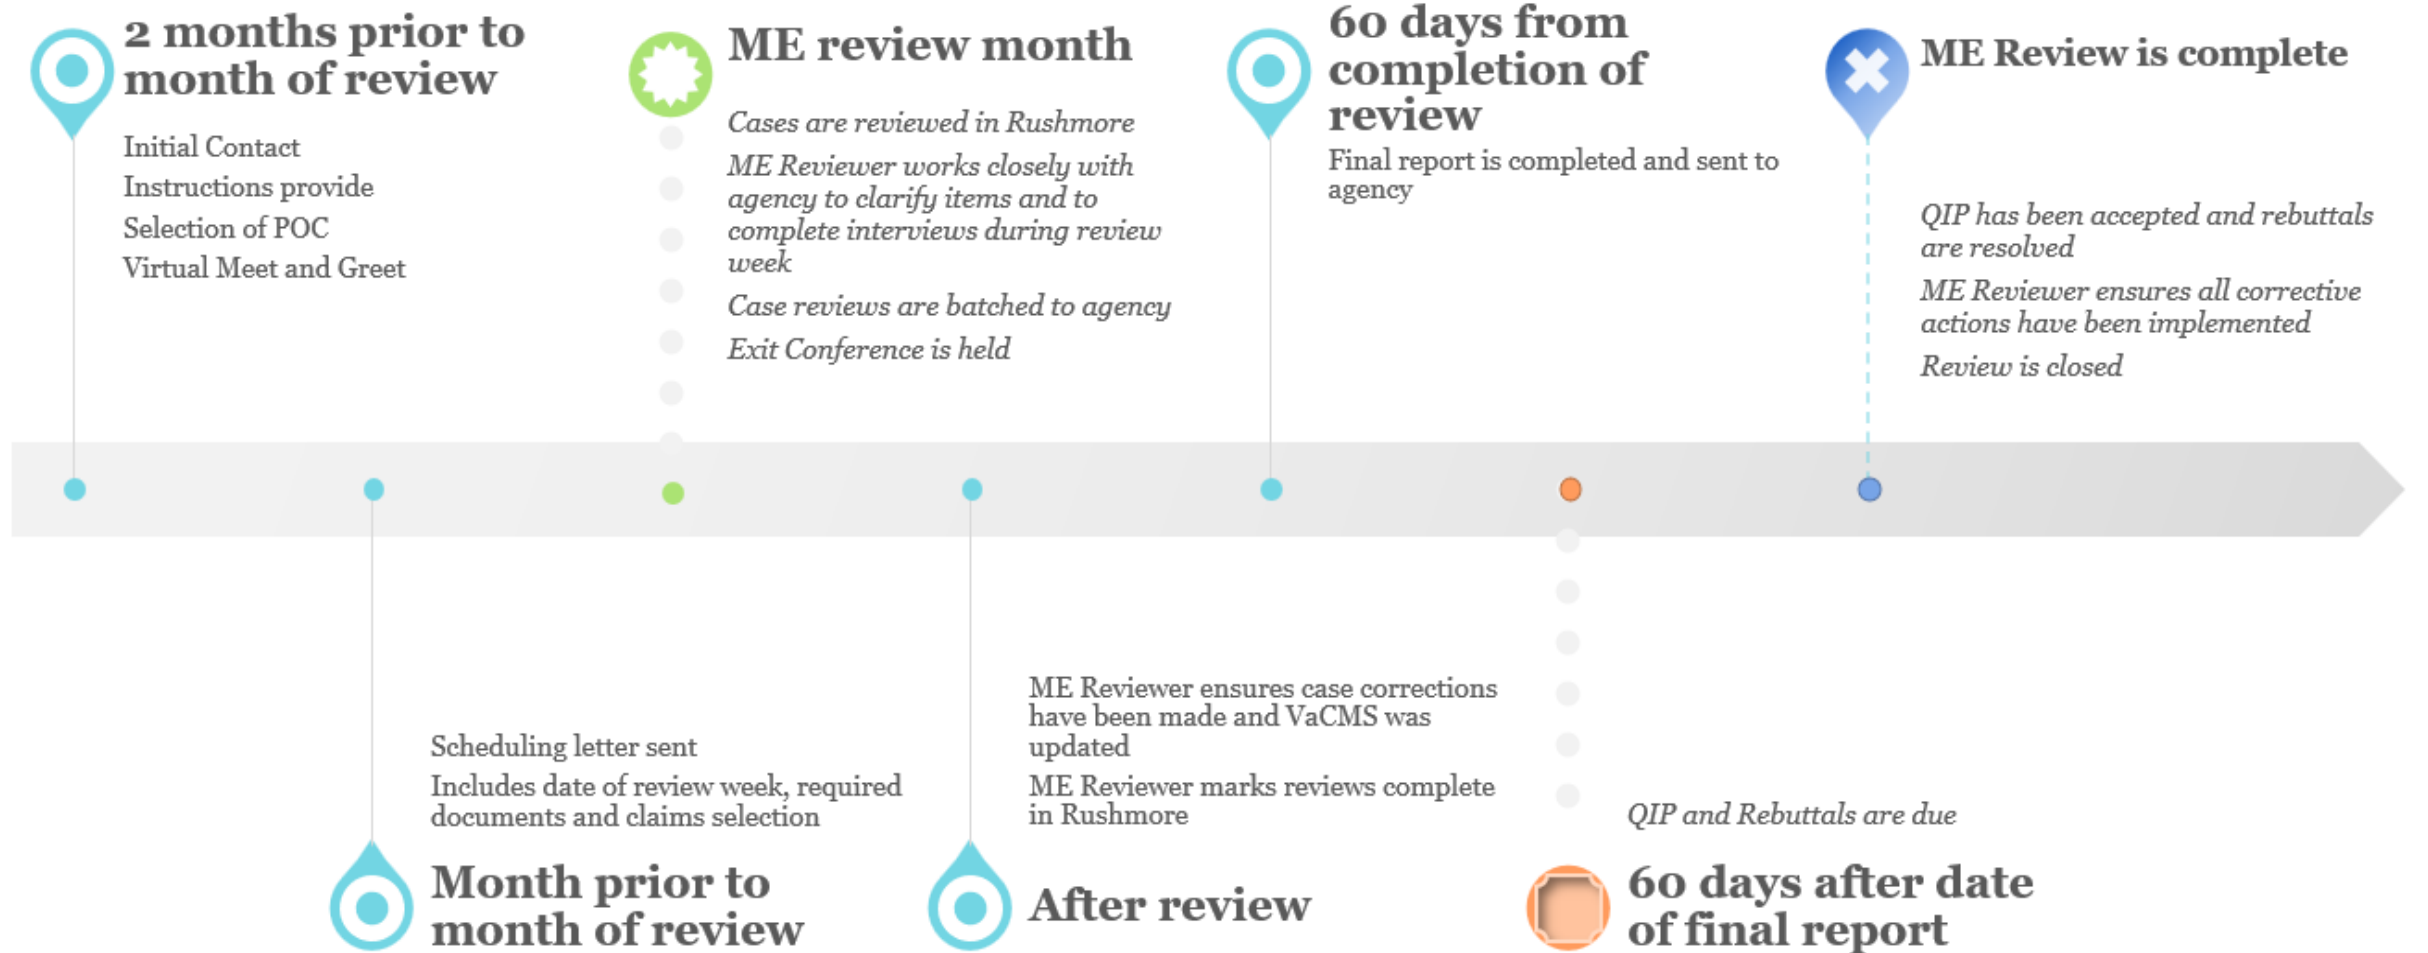 2 months prior to
month of review
Initial Contact
Instructions provide
Selection of POC
Virtual Meet and Greet
ME review month
Cases are reviewed in Rushmore
ME Reviewer works closely with
agency to clarify items and to
complete interviews during review
week
Case reviews are batched to agency
Exit Conference is held
60 days from
completion of
review
Final report is completed and sent to
agency
ME Review is complete
QIP has been accepted and rebuttals
are resolved
ME Reviewer ensures all corrective
actions have been implemented
Review is closed
Scheduling letter sent
Includes date of review week, required
documents and claims selection
Month prior to
month of review
ME Reviewer ensures case corrections
have been made and VaCMS was
updated
ME Reviewer marks reviews complete
in Rushmore
After review
QIP and Rebuttals are due
60 days after date
of final report